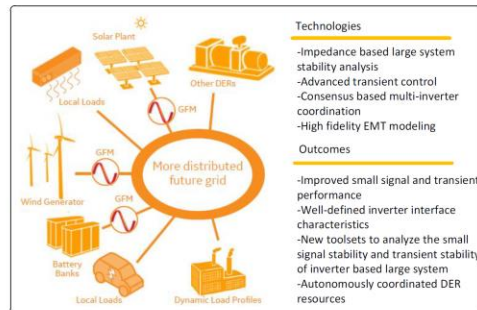 Solar Plant
Other DERs
Local Loads
GFM
More distributed
future grid
GFM
Wind Generator
GFM
Battery
Banks
Local Loads
Dynamic Load Profiles
Technologies
-Impedance based large system
stability analysis
-Advanced transient control
-Consensus based multi-inverter
coordination
-High fidelity EMT modeling
Outcomes
-Improved small signal and transient
performance
-Well-defined inverter interface
characteristics
-New toolsets to analyze the small
signal stability and transient stability
of inverter based large system
-Autonomously coordinated DER
resources